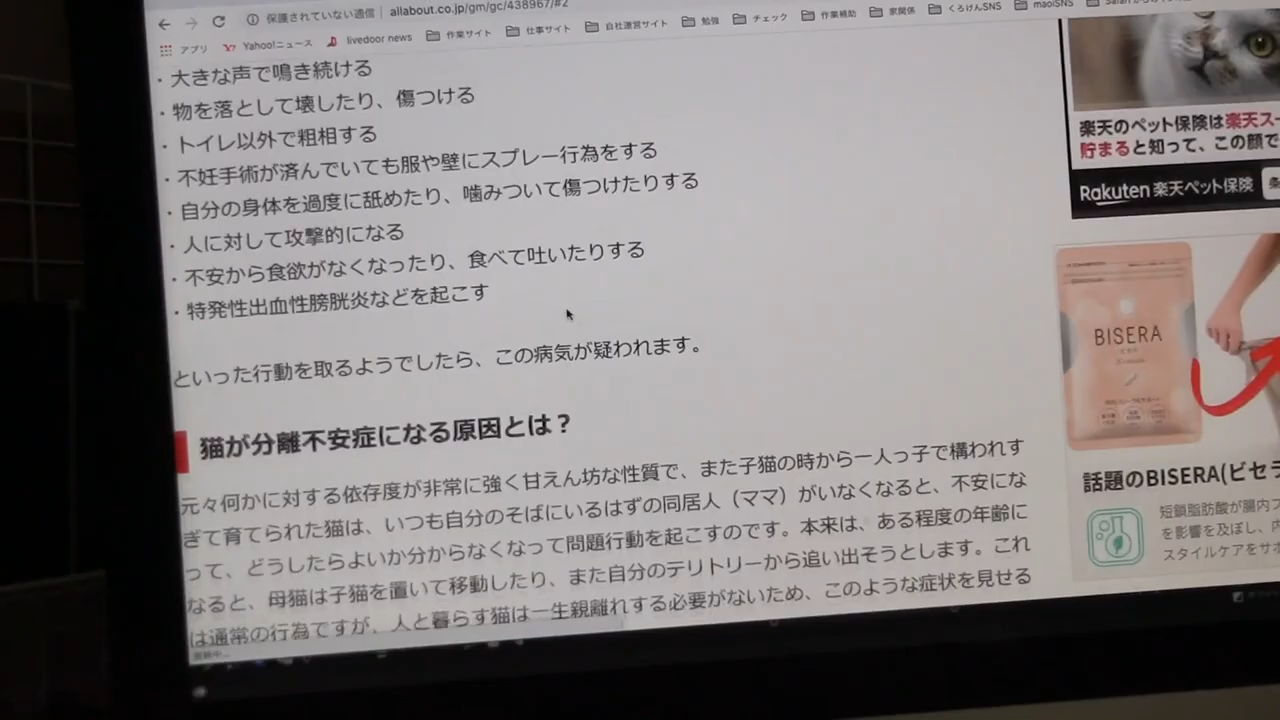 保護されていない通信 | allabout.co.jp/gm/gc/438967/#2
アプリ Yahoo!ニュース livedoor news 作業サイト 仕事サイト 自社運営サイト 勉強 チェック 作業補助 家関係 くろけんSNS maoiSNS
・大きな声で鳴き続ける
・物を落として壊したり、傷つける
・トイレ以外で粗相する
・不妊手術が済んでいても服や壁にスプレー行為をする
・自分の身体を過度に舐めたり、噛みついて傷つけたりする
・人に対して攻撃的になる
・不安から食欲がなくなったり、食べて吐いたりする
・特発性出血性膀胱炎などを起こす
といった行動を取るようでしたら、この病気が疑われます。
猫が分離不安症になる原因とは？
元々何かに対する依存度が非常に強く甘えん坊な性質で、また子猫の時から一人っ子で構われす
ぎて育てられた猫は、いつも自分のそばにいるはずの同居人（ママ）がいなくなると、不安にな
って、どうしたらよいか分からなくなって問題行動を起こすのです。本来は、ある程度の年齢に
なると、母猫は子猫を置いて移動したり、また自分のテリトリーから追い出そうとします。これ
は通常の行為ですが、人と暮らす猫は一生親離れする必要がないため、このような症状を見せる
楽天のペット保険は楽天ス
貯まると知って、この顔で
Rakuten 楽天ペット保険
BISERA
話題のBISERA(ビセ
短鎖脂肪酸が腸内
を影響を及ぼし、
スタイルケアをサ